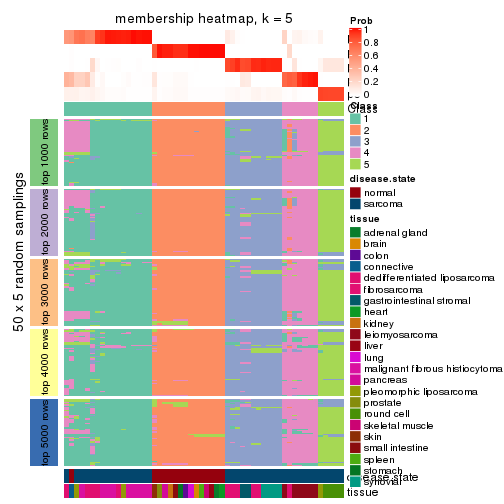 membership heatmap, k = 5
50 x 5 random samplings
top 1000 rows
top 2000 rows
top 3000 rows
top 4000 rows
top 5000 rows
Prob
1
0.8
0.6
0.4
0.2
0
Class
Class
1
2
3
4
5
disease.state
normal
sarcoma
tissue
adrenal gland
brain
colon
connective
dedifferentiated liposarcoma
fibrosarcoma
gastrointestinal stromal
heart
kidney
leiomyosarcoma
liver
lung
malignant fibrous histiocytoma
pancreas
pleomorphic liposarcoma
prostate
round cell
skeletal muscle
skin
small intestine
spleen
stomach
synovial
disease.state
tissue